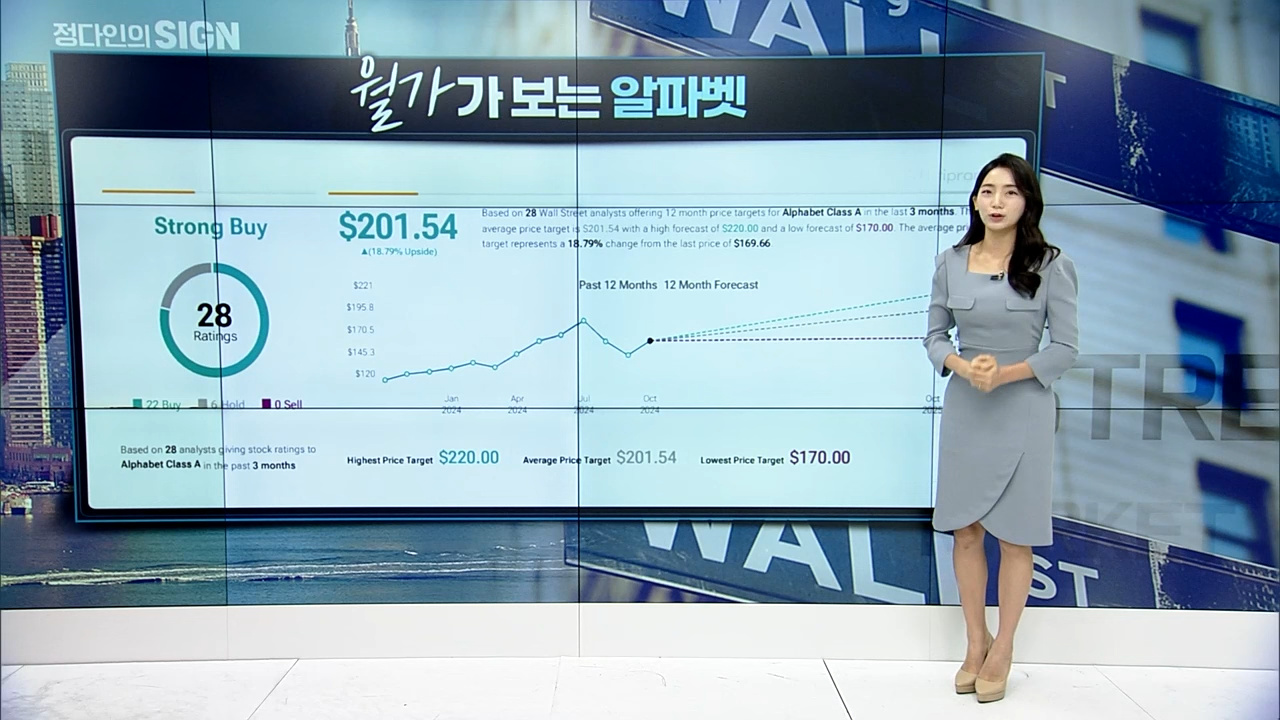 정다인의 SIGN
WALL
ST
월가가 보는 알파벳
Strong Buy
28
Ratings
22 Buy 6 Hold 0 Sell
Based on 28 analysts giving stock ratings to
Alphabet Class A in the past 3 months
$201.54
▲(18.79% Upside)
Based on 28 Wall Street analysts offering 12 month price targets for Alphabet Class A in the last 3 months. Th
average price target is $201.54 with a high forecast of $220.00 and a low forecast of $170.00. The average pr
target represents a 18.79% change from the last price of $169.66
Past 12 Months 12 Month Forecast
$221
$195.8
$170.5
$145.3
$120
Jan 2024
Apr 2024
Jul 2024
Oct 2024
Oct 2025
Highest Price Target $220.00 Average Price Target $201.54 Lowest Price Target $170.00
TRE
KET
WALL
ST